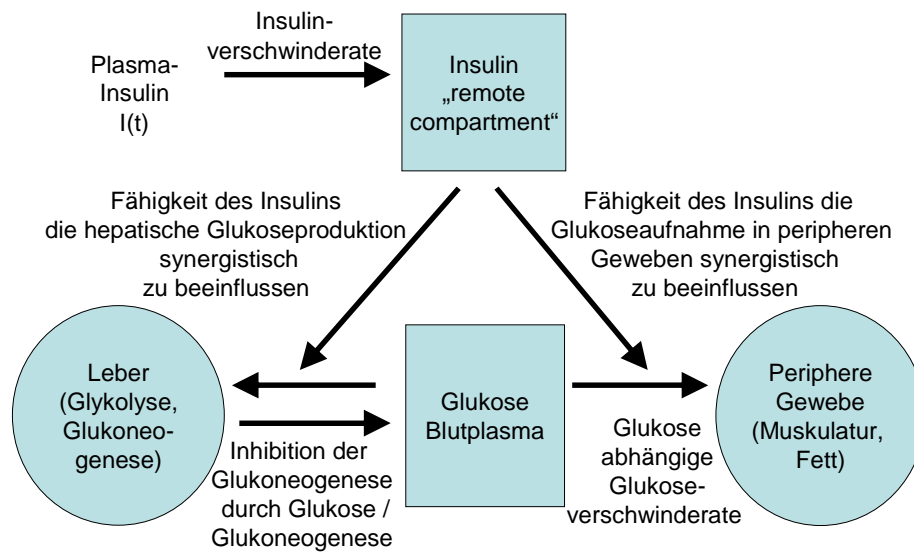 Insulin-
verschwinderate
Plasma-
Insulin
I(t)
Insulin
„remote
compartment“
Fähigkeit des Insulins
die hepatische Glukoseproduktion
synergistisch
zu beeinflussen
Fähigkeit des Insulins die
Glukoseaufnahme in peripheren
Geweben synergistisch
zu beeinflussen
Leber
(Glykolyse,
Glukoneo-
genese)
Inhibition der
Glukoneogenese
durch Glukose /
Glukoneogenese
Glukose
Blutplasma
Glukose
abhängige
Glukose-
verschwinderate
Periphere
Gewebe
(Muskulatur,
Fett)